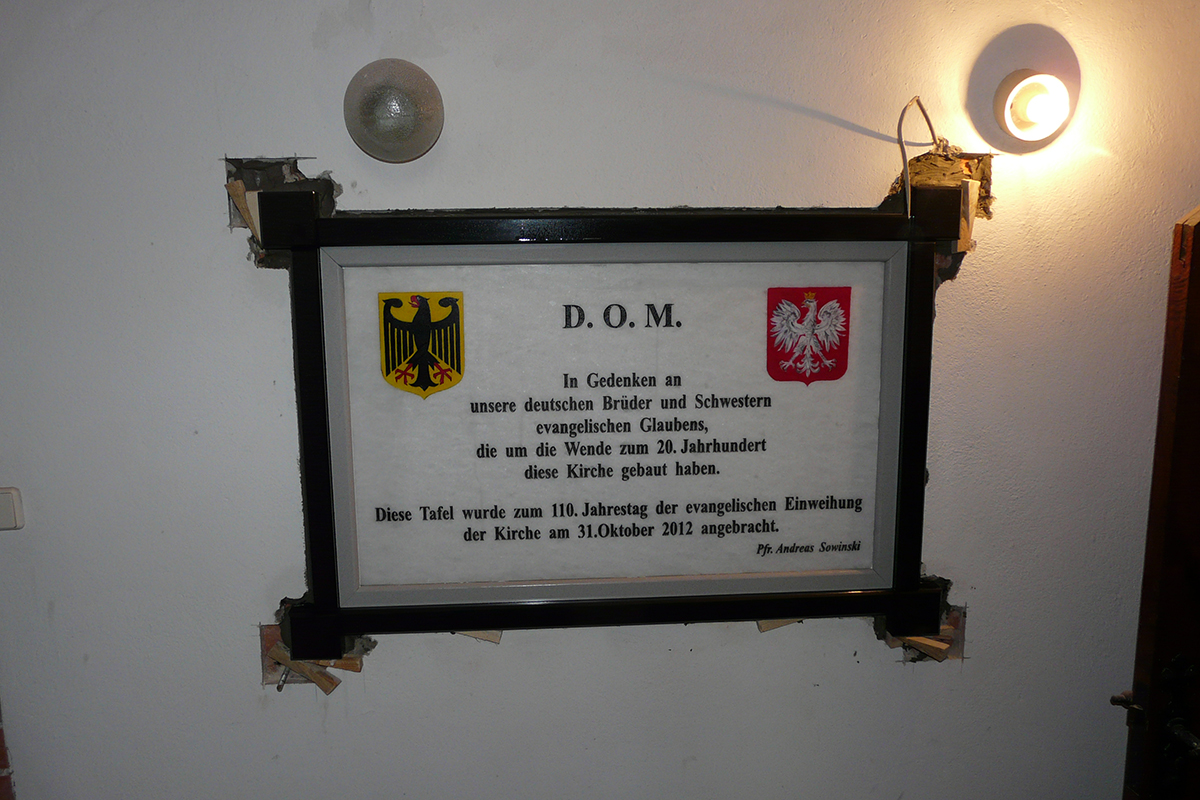 D. O. M.
In Gedenken an
unsere deutschen Brüder und Schwestern
evangelischen Glaubens,
die um die Wende zum 20. Jahrhundert
diese Kirche gebaut haben.
Diese Tafel wurde zum 110. Jahrestag der evangelischen Einweihung
der Kirche am 31.Oktober 2012 angebracht.
Pfr. Andreas Sowinski